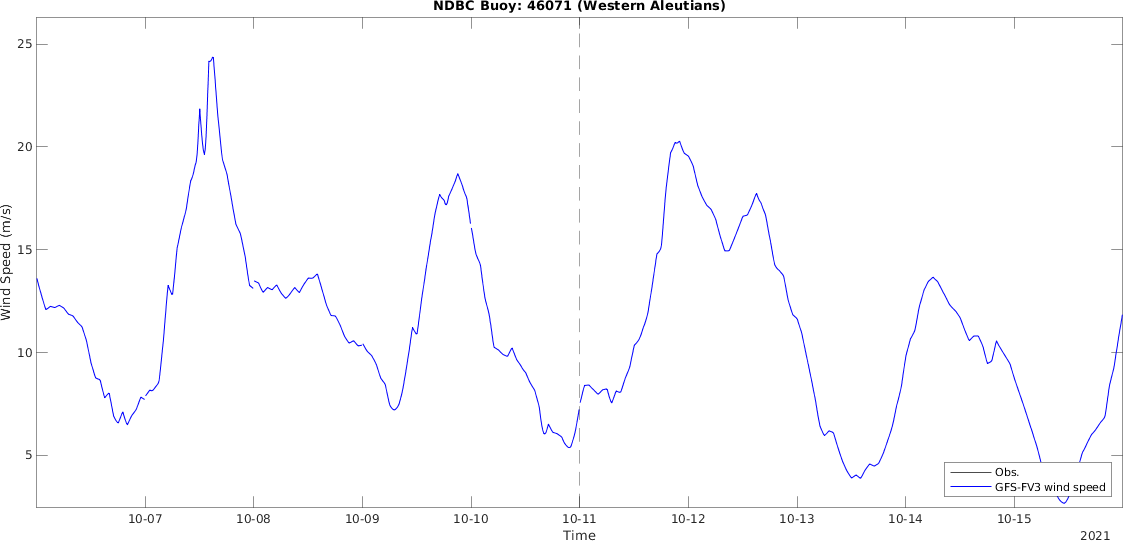 NDBC Buoy: 46071 (Western Aleutians)
25
20
15
10
5
Wind Speed (m/s)
10-07 10-08 10-09 10-10 10-11 10-12 10-13 10-14 10-15
Time
2021
Obs.
GFS-FV3 wind speed